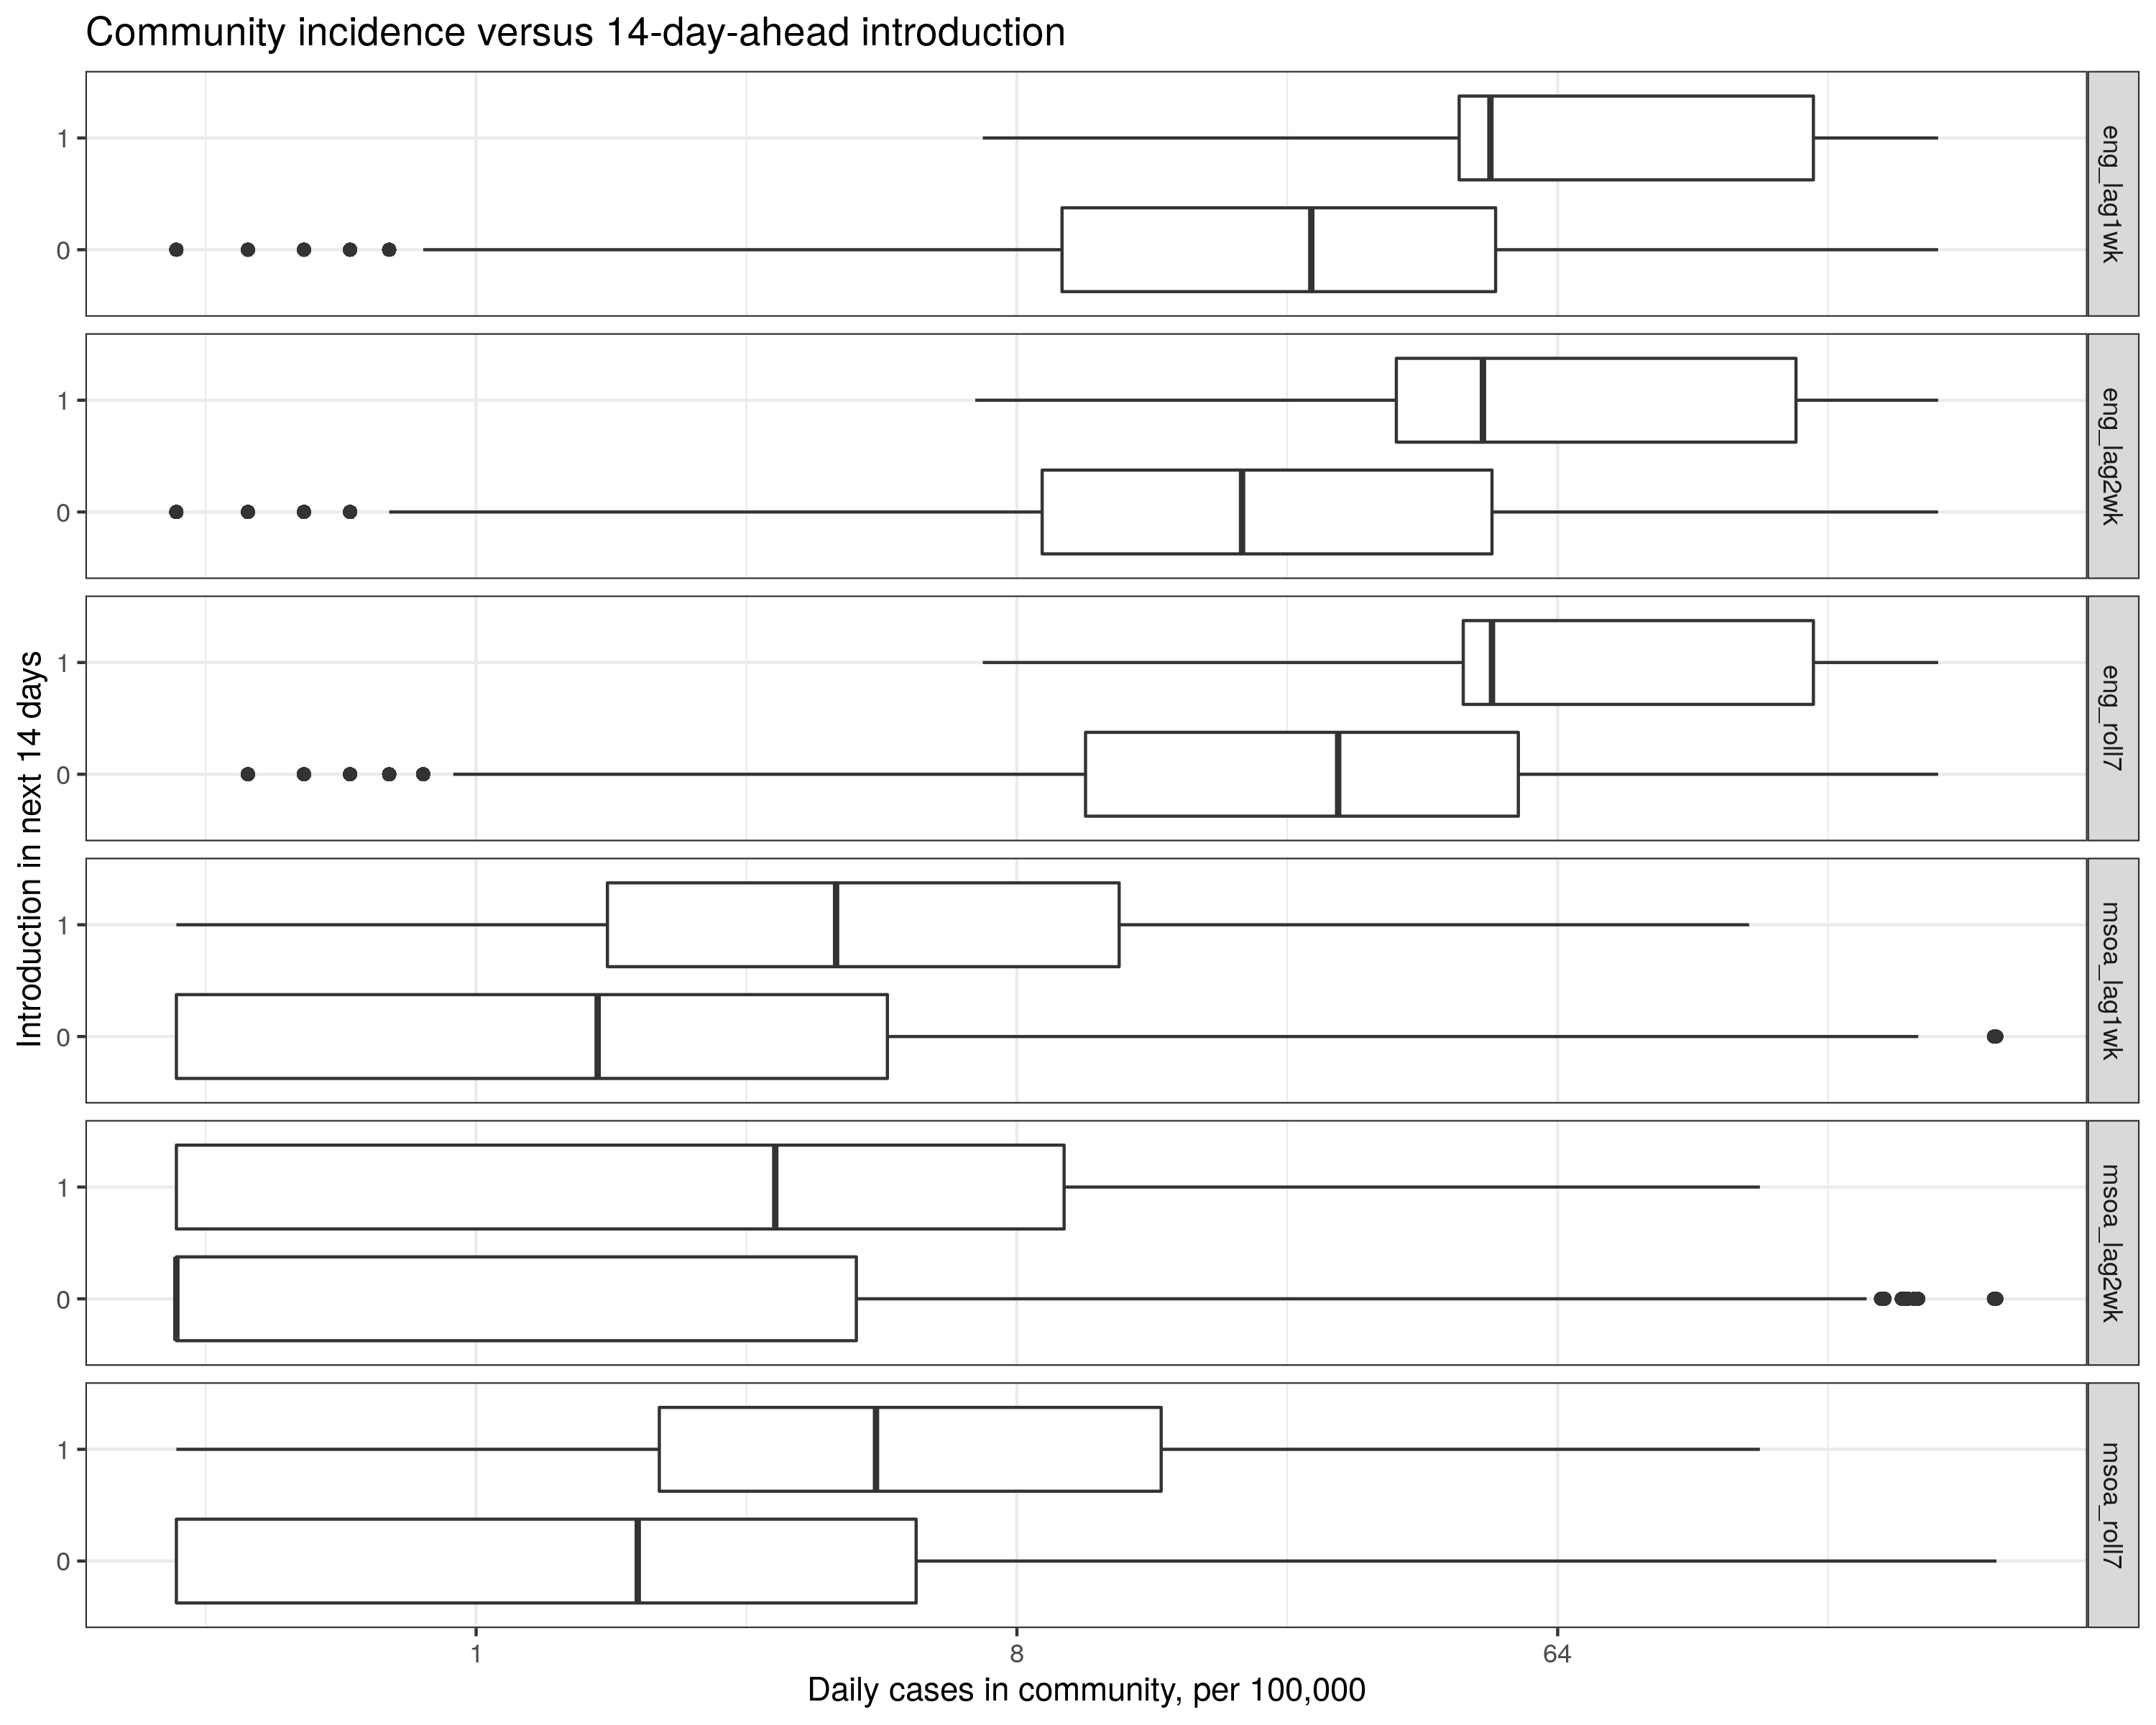 Community incidence versus 14-day-ahead introduction
Introduction in next 14 days
1
0
eng_lag1wk
1
0
eng_lag2wk
1
0
eng_roll7
1
0
msoa_lag1wk
1
0
msoa_lag2wk
1
0
msoa_roll7
1 8 64
Daily cases in community, per 100,000